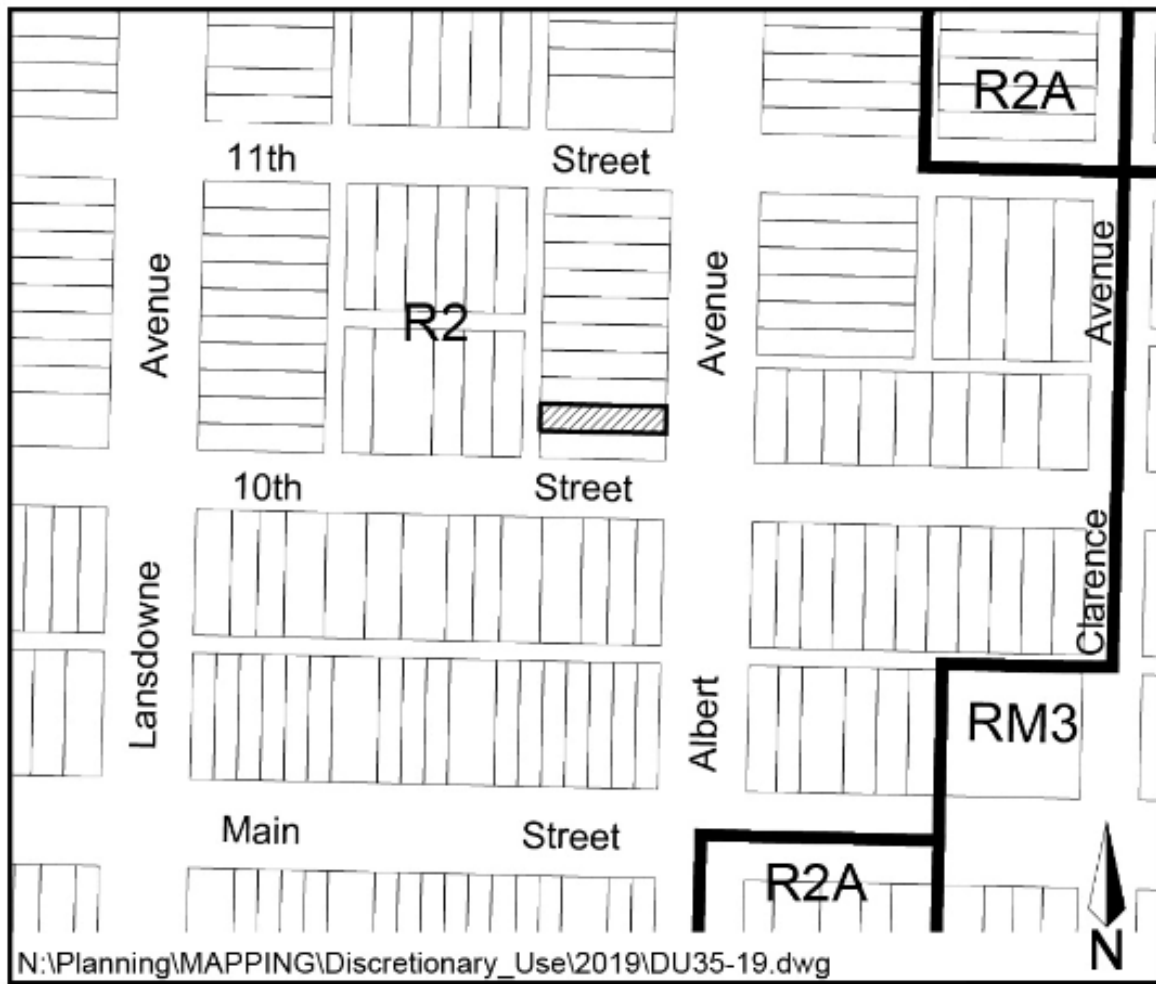 R2A
11th Street
Avenue
Avenue
Avenue
R2
10th Street
Lansdowne
Albert
Clarence
RM3
Main Street
R2A
N
N:\Planning\MAPPING\Discretionary_Use\2019\DU35-19.dwg